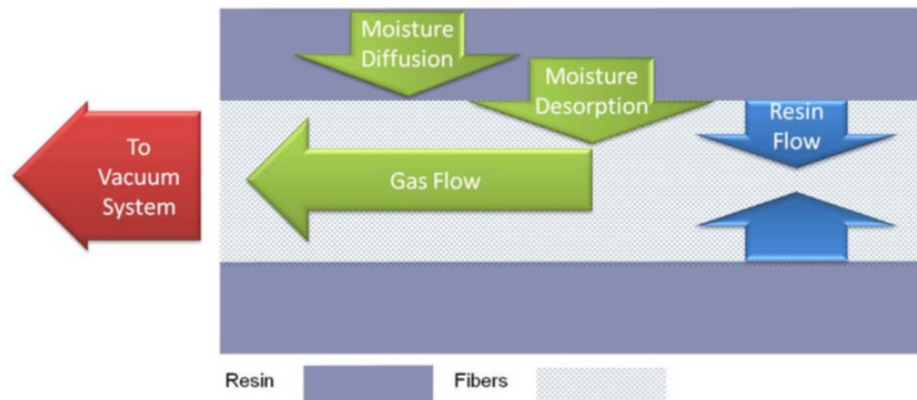 Moisture
Diffusion
Moisture
Desorption
Resin
Flow
To
Vacuum
System
Gas Flow
Resin
Fibers